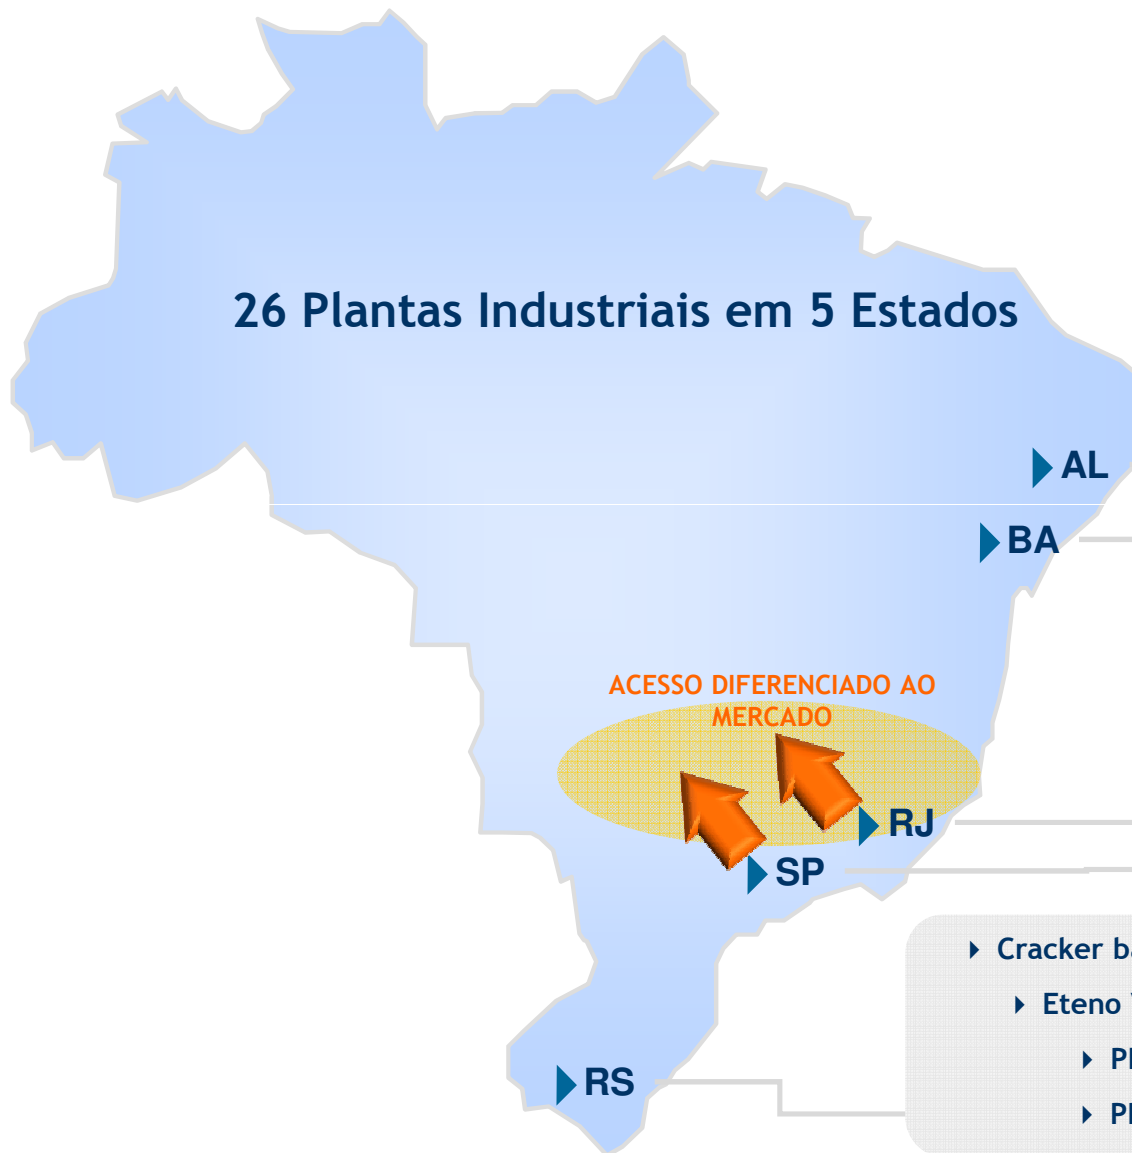 26 Plantas Industriais em 5 Estados
AL
BA
ACESSO DIFERENCIADO AO
MERCADO
RJ
SP
Cracker
Eteno
RS